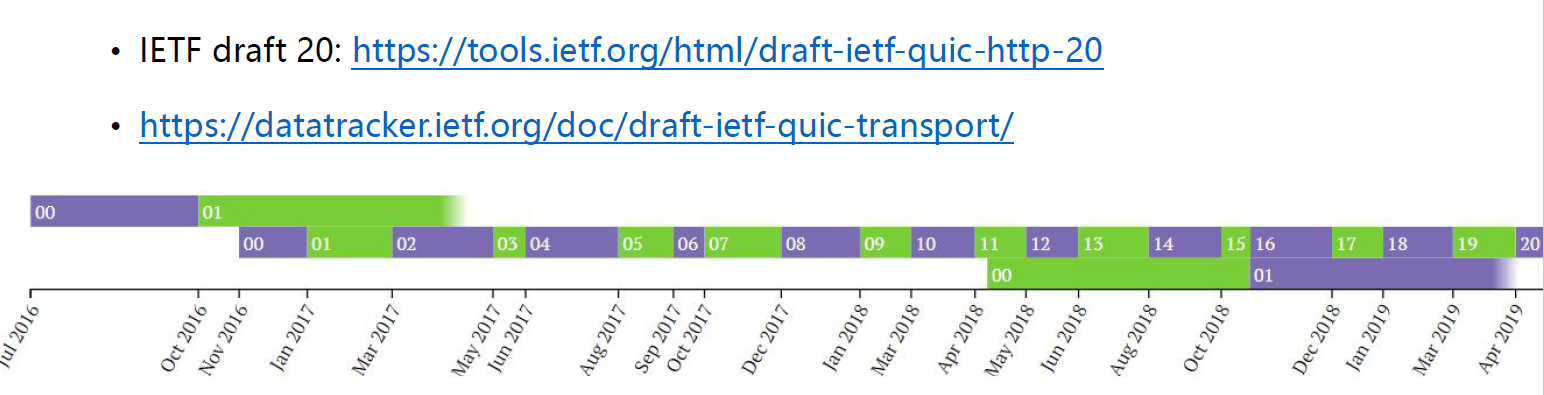 • IETF draft 20: https://tools.ietf.org/html/draft-ietf-quic-http-20
• https://datatracker.ietf.org/doc/draft-ietf-quic-transport/
00 01
00 01 02 03 04 05 06 07 08 09 10 11 12 13 14 15 16 17 18 19 20
00 01
Jul 2016 Oct 2016 Nov 2016 Jan 2017 Mar 2017 May 2017 Jun 2017 Aug 2017 Sep 2017 Oct 2017 Dec 2017 Jan 2018 Mar 2018 Apr 2018 May 2018 Jun 2018 Aug 2018 Oct 2018 Dec 2018 Jan 2019 Mar 2019 Apr 2019